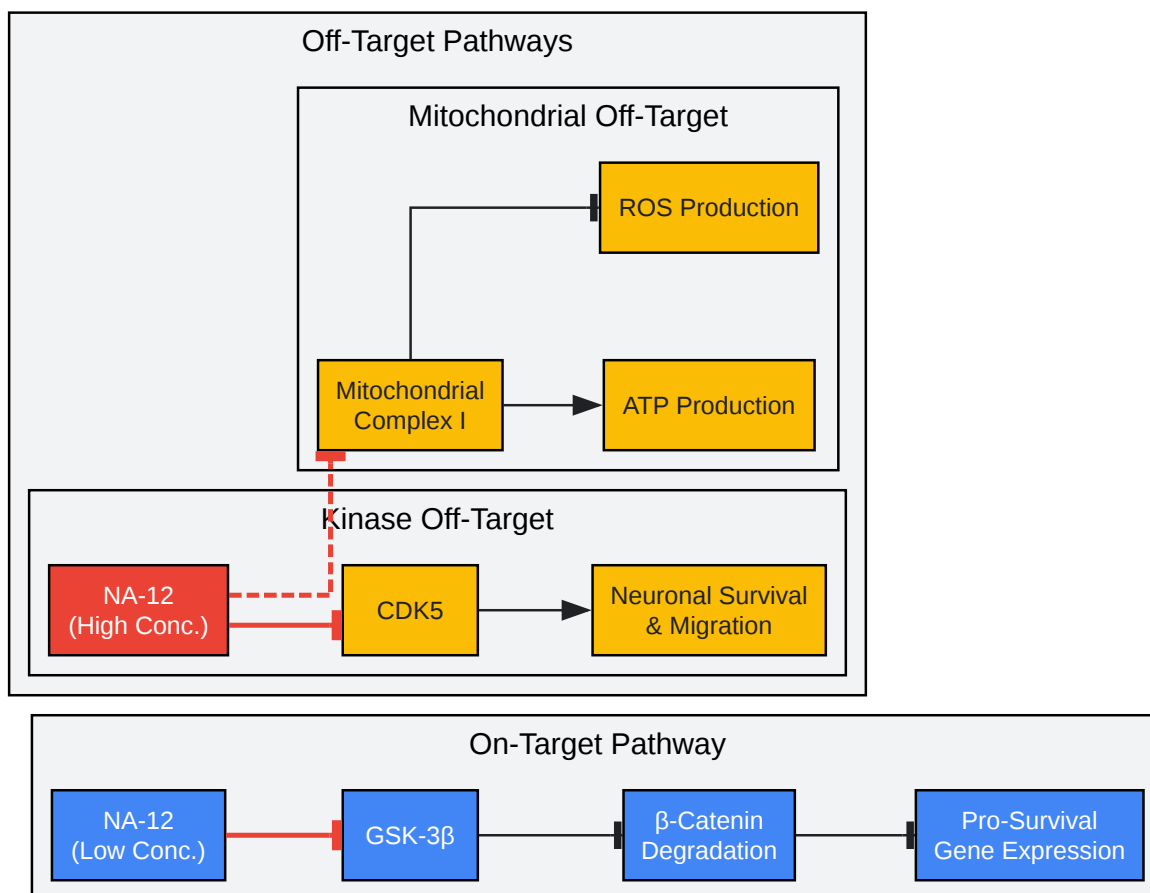 Off-Target Pathways
Mitochondrial Off-Target
ROS Production
Mitochondrial
Complex I
ATP Production
Kinase Off-Target
NA-12
(High Conc.)
CDK5
Neuronal Survival
& Migration
On-Target Pathway
NA-12
(Low Conc.)
GSK-3β
β-Catenin
Degradation
Pro-Survival
Gene Expression